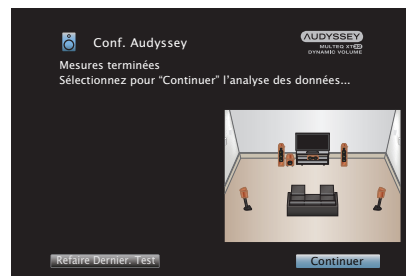 Conf. Audyssey
AUDYSSEY
MULTEQ XT32
DYNAMIC VOLUME
Mesures terminées
Sélectionnez pour “Continuer” l’analyse des données...
Refaire Dernier. Test
Continuer